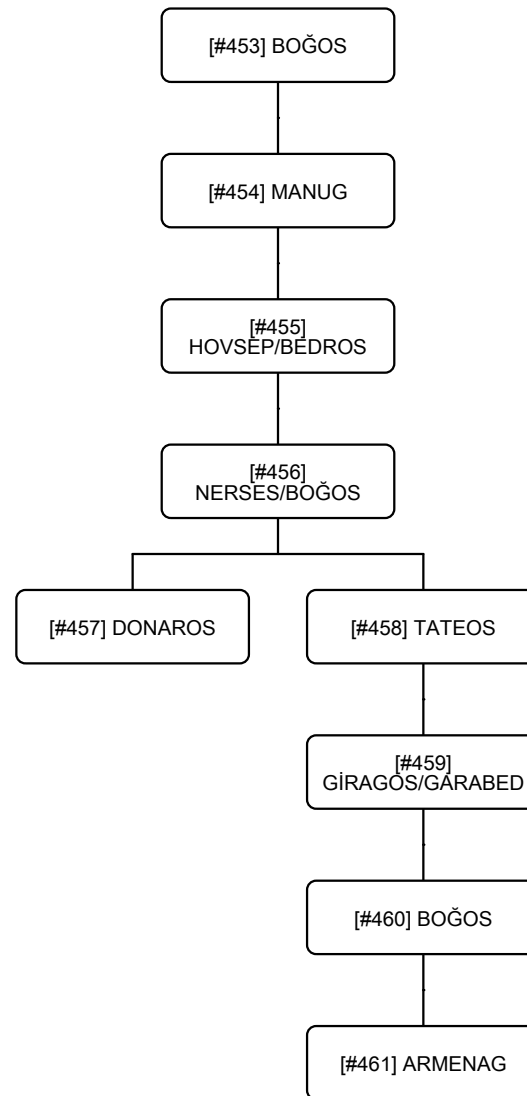 [#453] BOĞOS
[#454] MANUG
[#455]
HOVSEP/BEDROS
[#456]
NERSES/BOĞOS
[#457] DONAROS
[#458] TATEOS
[#459]
GİRAGOS/GARABED
[#460] BOĞOS
[#461] ARMENAG